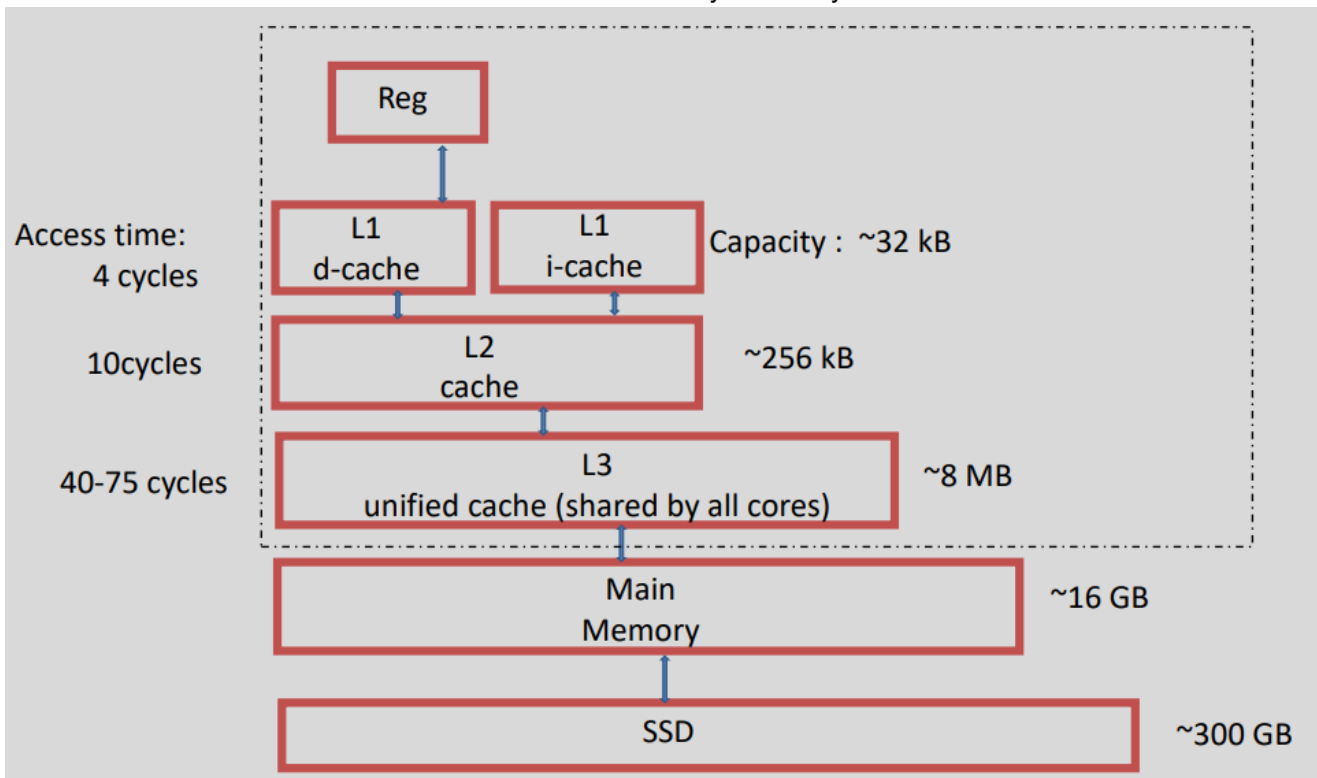 Reg
Access time:
4 cycles
L1
d-cache
L1
i-cache
Capacity : ~32 kB
10cycles
L2
cache
~256 kB
40-75 cycles
L3
unified cache (shared by all cores)
~8 MB
Main
Memory
~16 GB
SSD
~300 GB